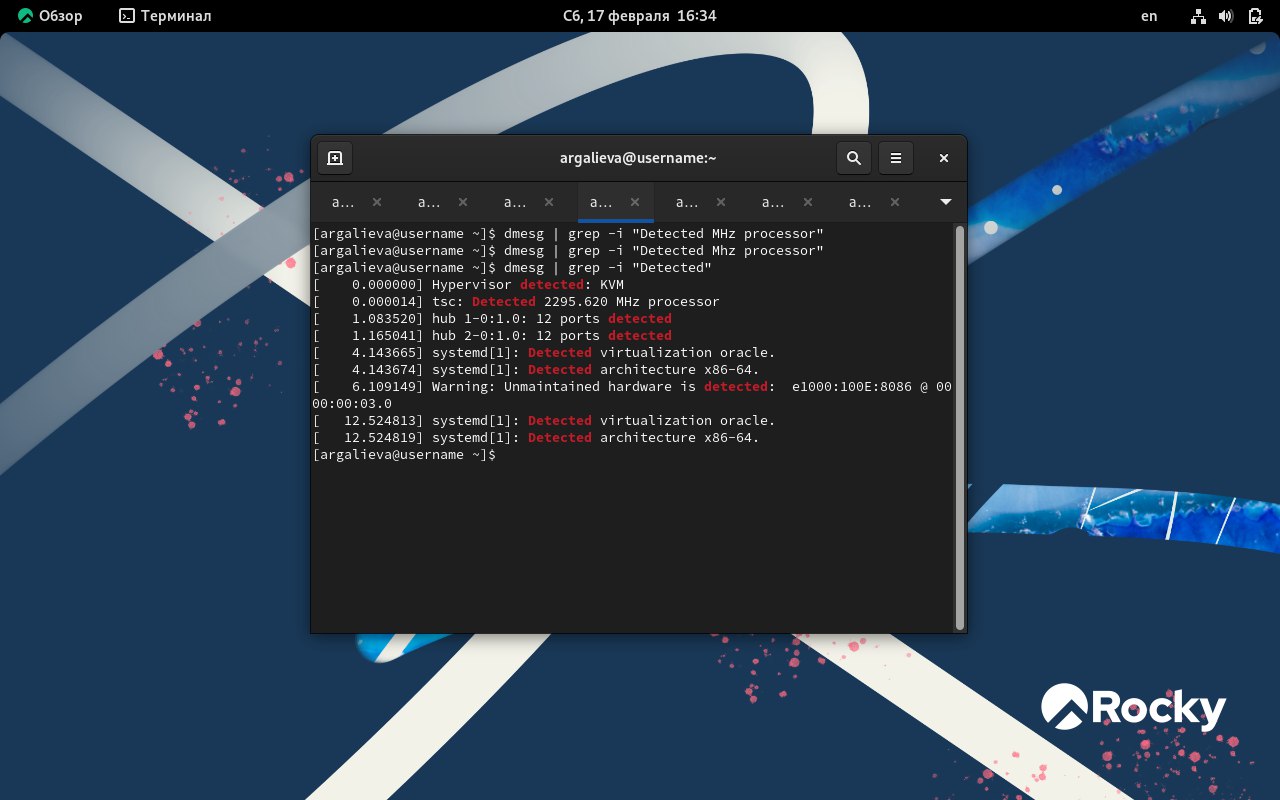 Обзор Терминал Сб, 17 февраля 16:34 en
argalieva@username:~
a... a... a... a... a... a... a...
[argalieva@username ~]$ dmesg | grep -i "Detected MHz processor"
[argalieva@username ~]$ dmesg | grep -i "Detected Mhz processor"
[argalieva@username ~]$ dmesg | grep -i "Detected"
[    0.000000] Hypervisor detected: KVM
[    0.000014] tsc: Detected 2295.620 MHz processor
[    1.083520] hub 1-0:1.0: 12 ports detected
[    1.165041] hub 2-0:1.0: 12 ports detected
[    4.143665] systemd[1]: Detected virtualization oracle.
[    4.143674] systemd[1]: Detected architecture x86-64.
[    6.109149] Warning: Unmaintained hardware is detected:  e1000:100E:8086 @ 00
00:00:03.0
[   12.524813] systemd[1]: Detected virtualization oracle.
[   12.524819] systemd[1]: Detected architecture x86-64.
[argalieva@username ~]$
Rocky